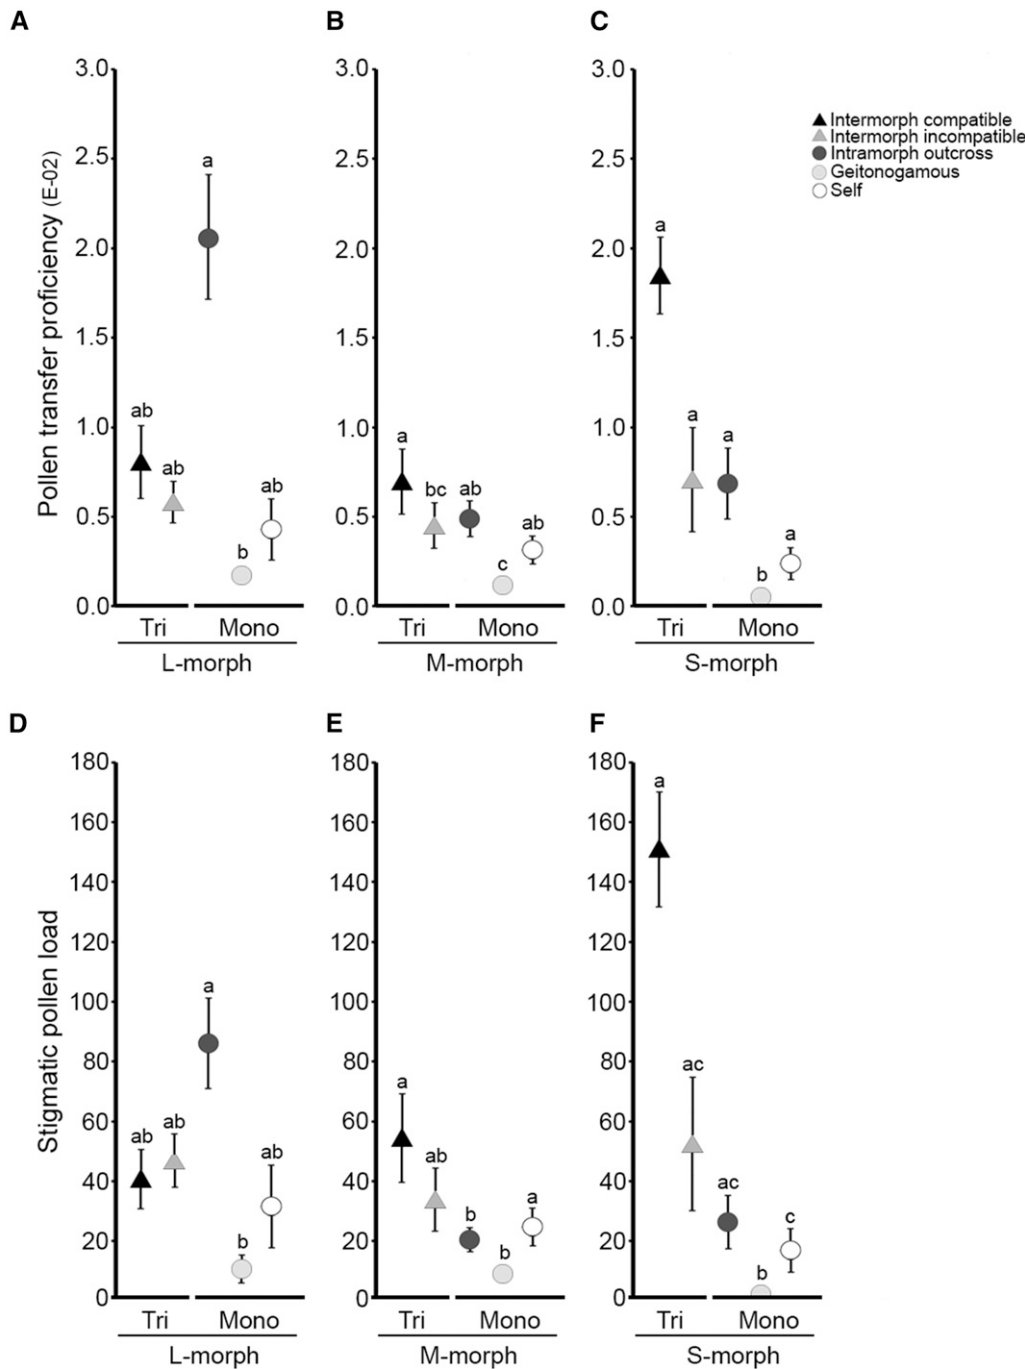 A
B
C
Pollen transfer proficiency (E-02)
3.0
2.5
2.0
1.5
1.0
0.5
0.0
ab
ab
a
b
ab
Tri Mono
L-morph
3.0
2.5
2.0
1.5
1.0
0.5
0.0
a
bc
ab
c
ab
Tri Mono
M-morph
3.0
2.5
2.0
1.5
1.0
0.5
0.0
a
a
a
b
a
Tri Mono
S-morph
Intermorph compatible
Intermorph incompatible
Intramorph outcross
Geitonogamous
Self
D
E
F
Stigmatic pollen load
180
160
140
120
100
80
60
40
20
0
ab
ab
a
b
ab
Tri Mono
L-morph
180
160
140
120
100
80
60
40
20
0
a
ab
b
b
a
Tri Mono
M-morph
180
160
140
120
100
80
60
40
20
0
a
ac
ac
b
c
Tri Mono
S-morph